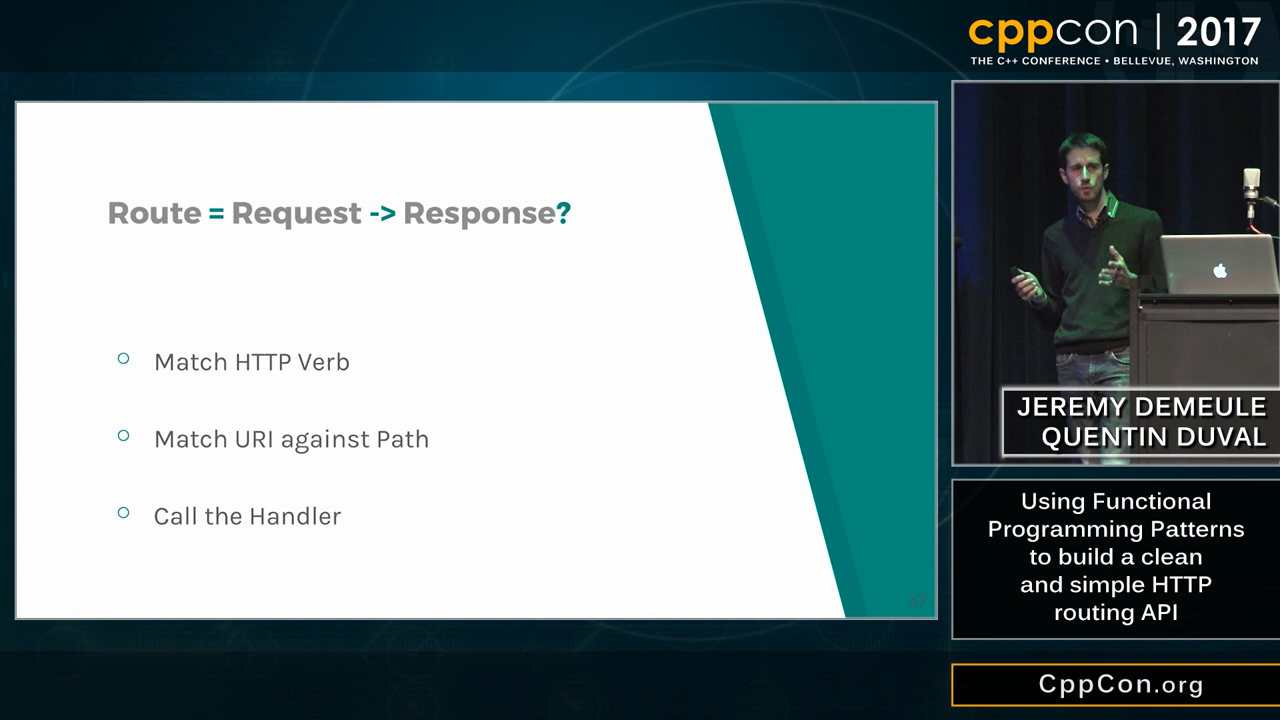 cppcon | 2017
THE C++ CONFERENCE • BELLEVUE, WASHINGTON
Route = Request -> Response?
Match HTTP Verb
Match URI against Path
Call the Handler
JEREMY DEMEULE
QUENTIN DUVAL
Using Functional
Programming Patterns
to build a clean
and simple HTTP
routing API
CppCon.org